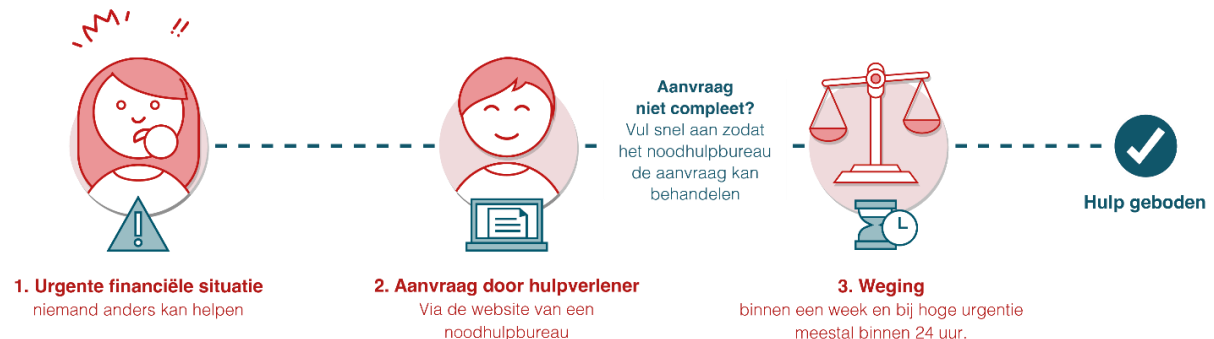 1. Urgente financiële situatie
niemand anders kan helpen
2. Aanvraag door hulpverlener
Via de website van een
noodhulpbureau
Aanvraag
niet compleet?
Vul snel aan zodat
het noodhulpbureau
de aanvraag kan
behandelen
3. Weging
binnen een week en bij hoge urgentie
meestal binnen 24 uur.
Hulp geboden